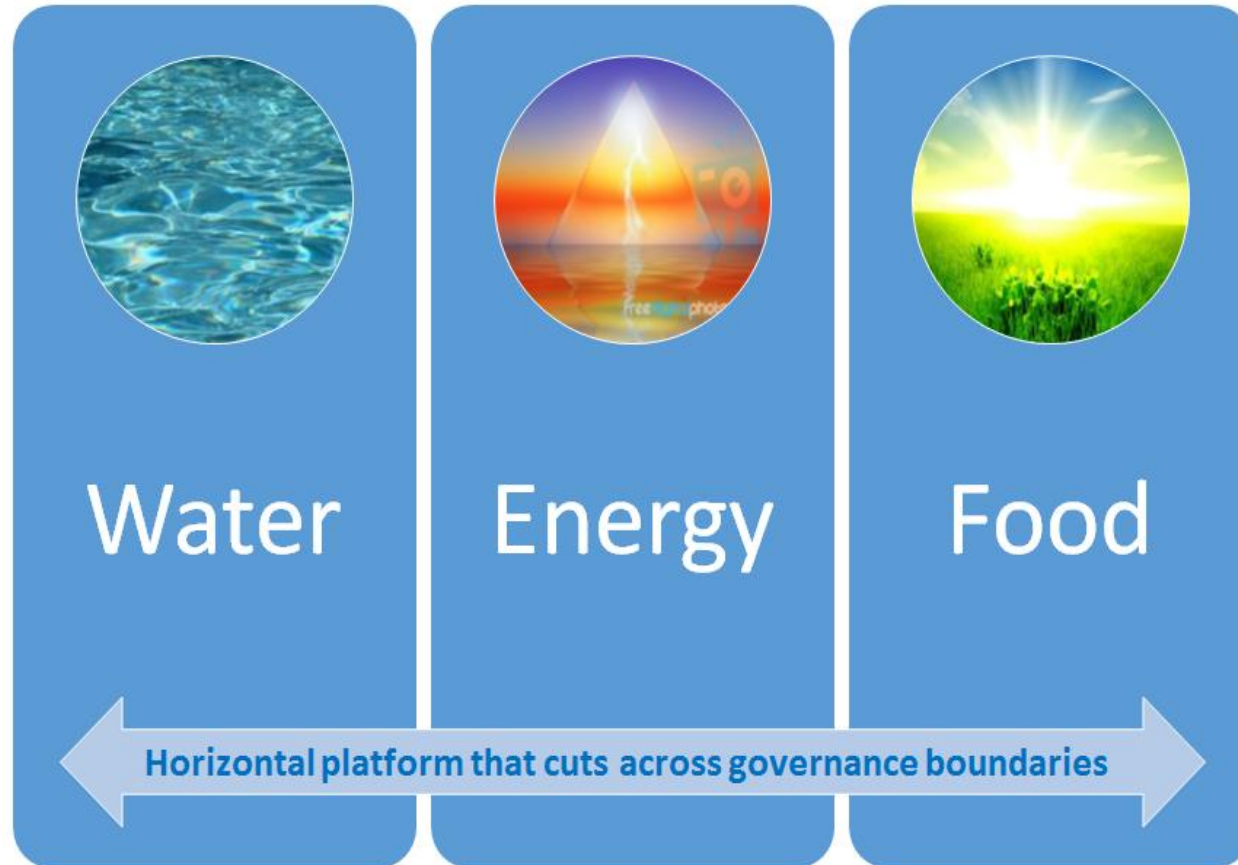 Water
Energy
Food
Horizontal platform that cuts across governance boundaries